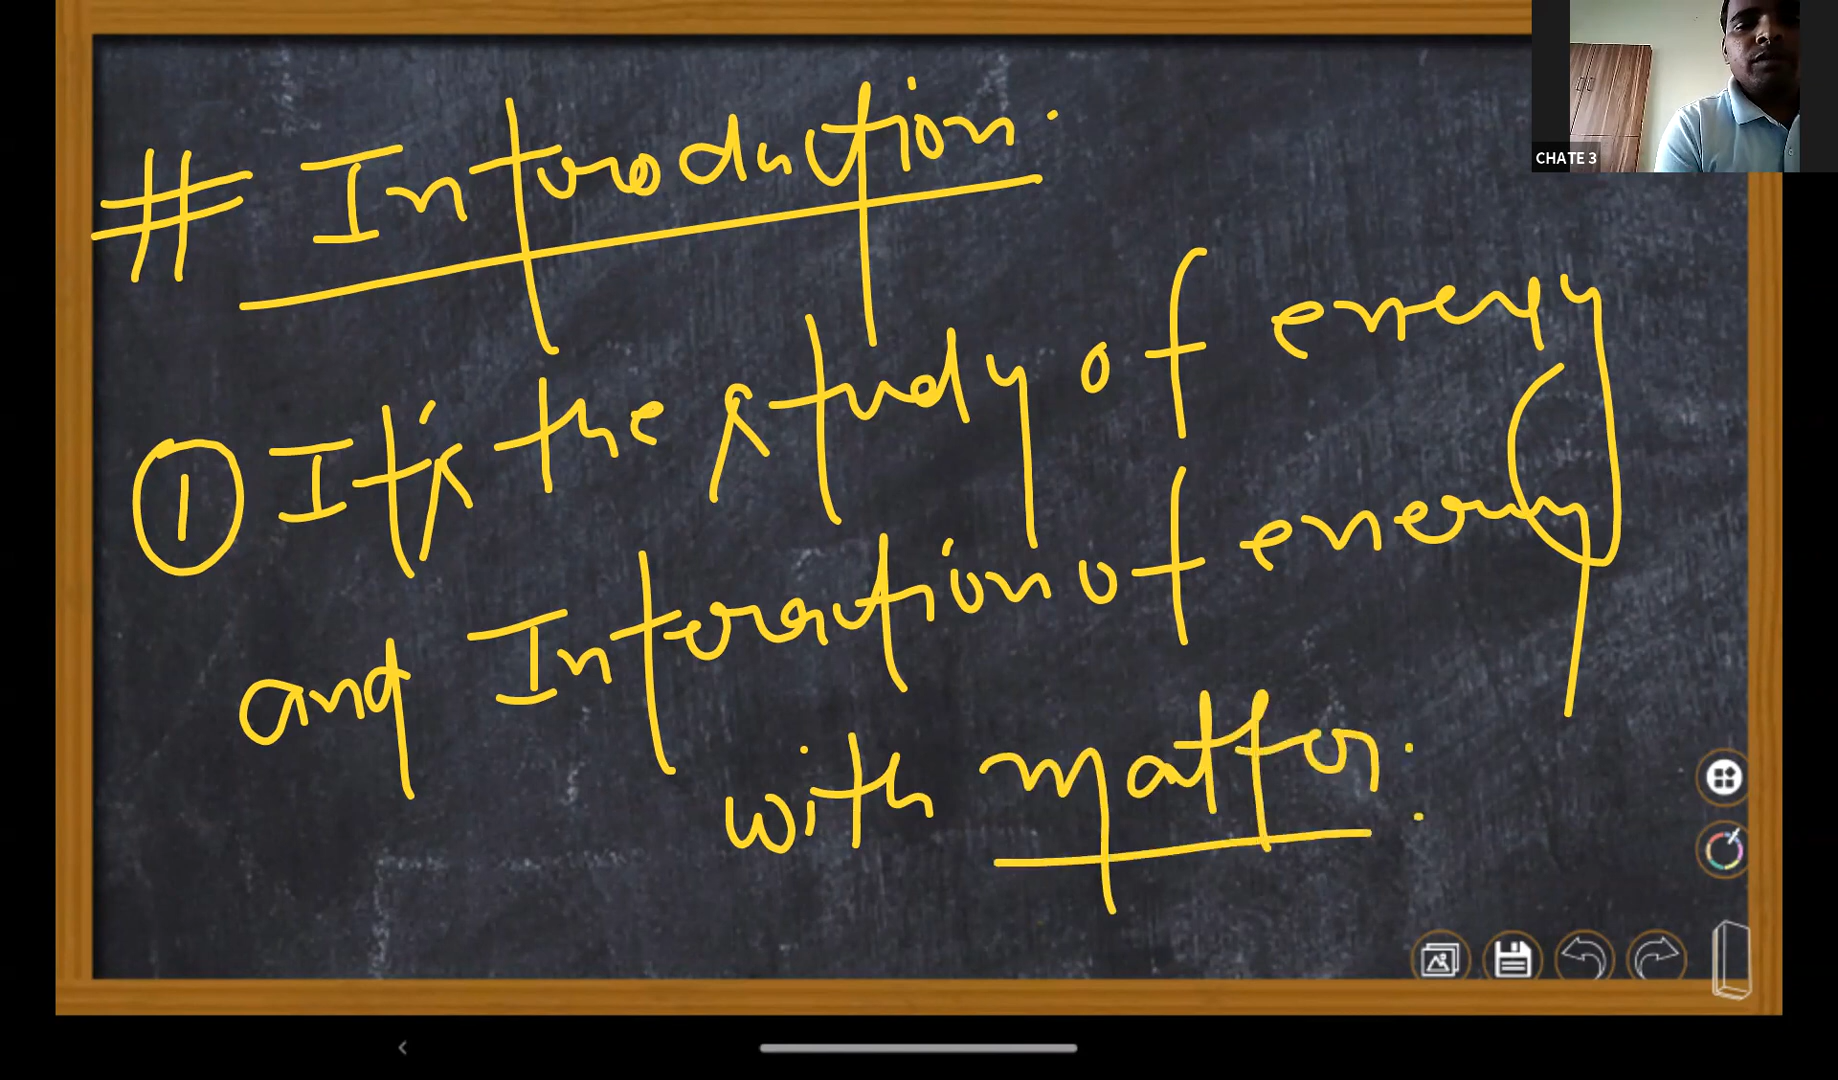 # Introduction.
① It's the study of energy
and Interaction of energy
with matter.
CHATE 3